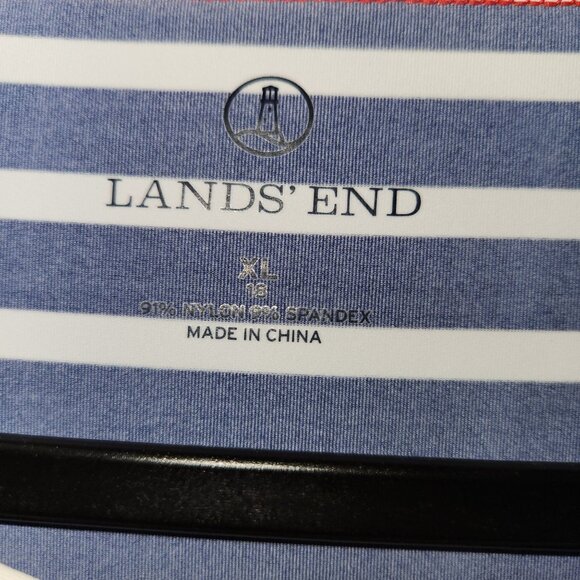 LANDS' END
XL
18
91% NYLON 9% SPANDEX
MADE IN CHINA